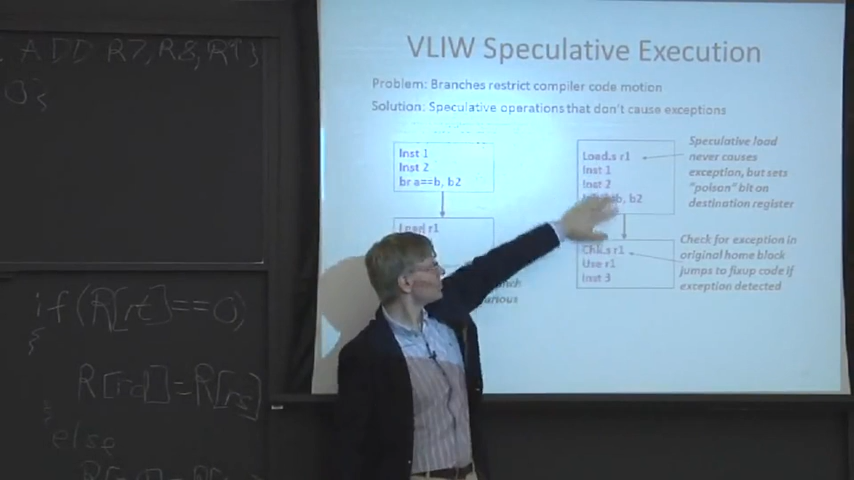 ADD R7,R8,R9}
0}
if(R[rt]==0)
{
R[rd]=R[rs]
else
VLIW Speculative Execution
Problem: Branches restrict compiler code motion
Solution: Speculative operations that don't cause exceptions
Inst 1
Inst 2
br a==b, b2
Load r1
Load.s r1
Inst 1
Inst 2
b, b2
Speculative load
never causes
exception, but sets
"poison" bit on
destination register
Chk.s r1
Use r1
Inst 3
Check for exception in
original home block
jumps to fixup code if
exception detected